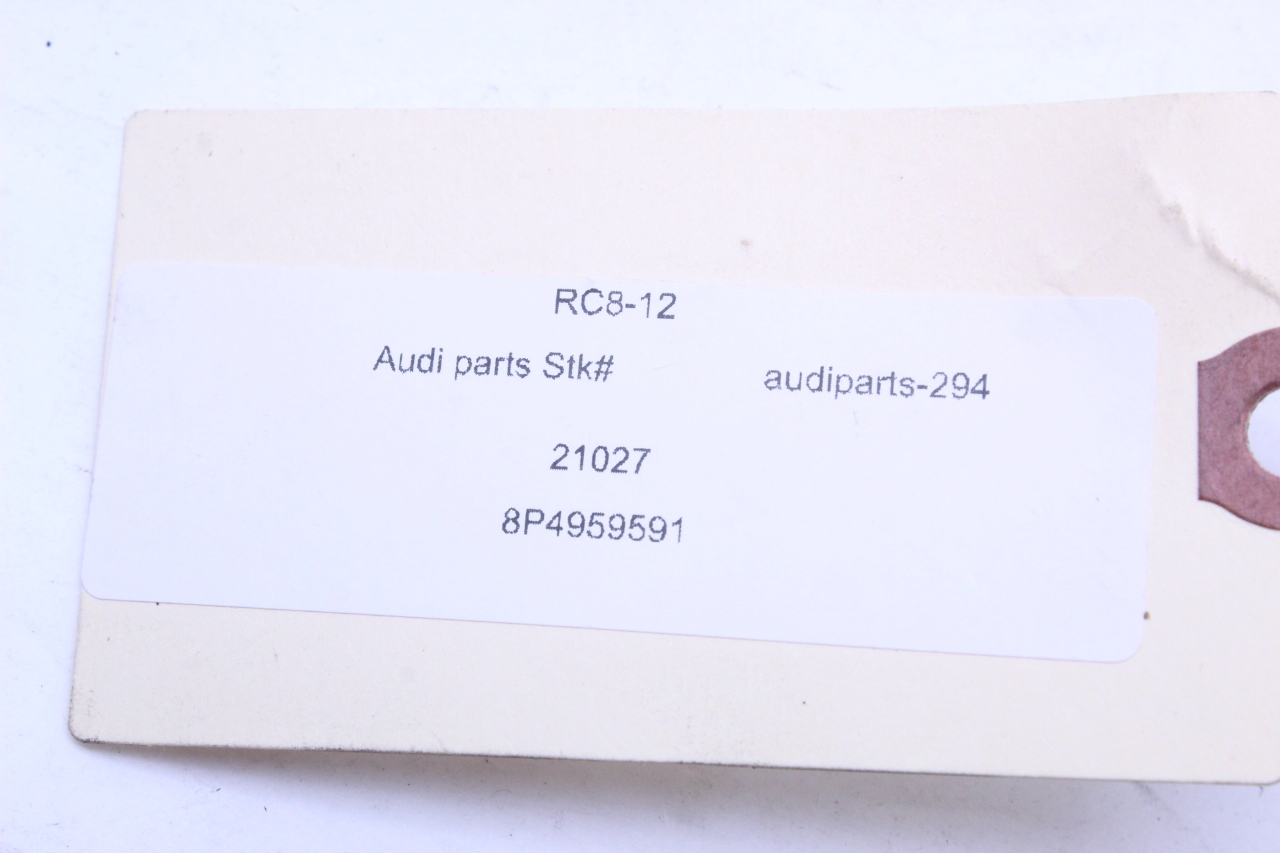 RC8-12
Audi parts Stk# audiparts-294
21027
8P4959591